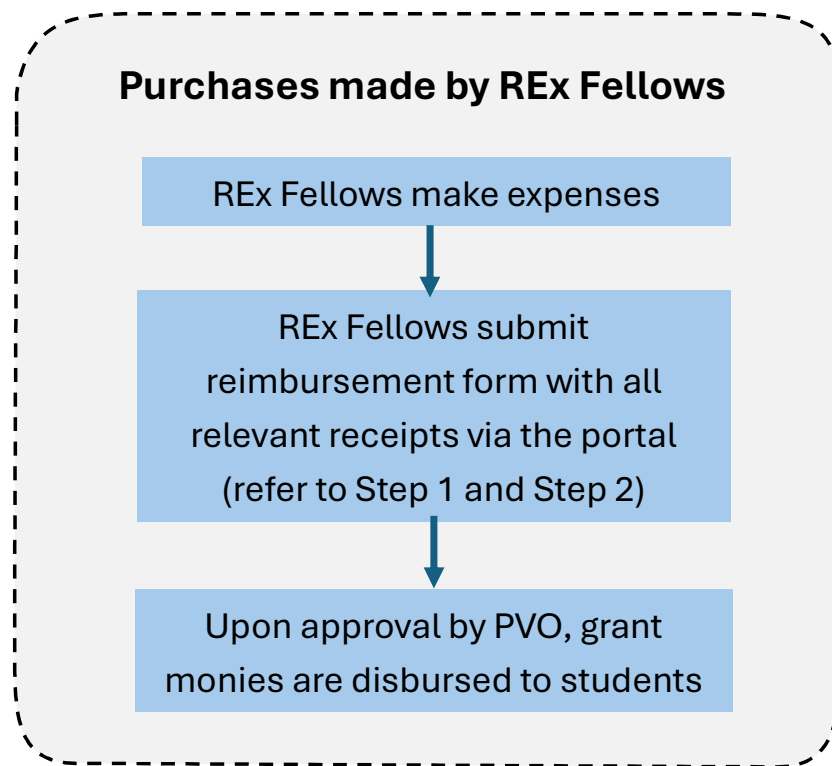 Purchases made by REx Fellows
REx Fellows make expenses
REx Fellows submit
reimbursement form with all
relevant receipts via the portal
(refer to Step 1 and Step 2)
Upon approval by PVO, grant
monies are disbursed to students